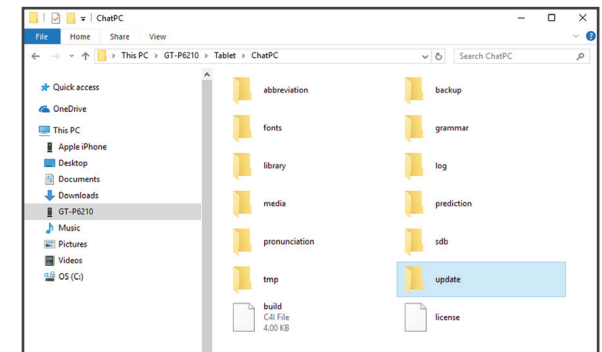 ChatPC
File Home Share View
This PC > GT-P6210 > Tablet > ChatPC
Search ChatPC
Quick access
OneDrive
This PC
Apple iPhone
Desktop
Documents
Downloads
GT-P6210
Music
Pictures
Videos
OS (C:)
abbreviation backup
fonts grammar
library log
media prediction
pronunciation sdb
tmp update
build
C4I File
4.00 KB
license